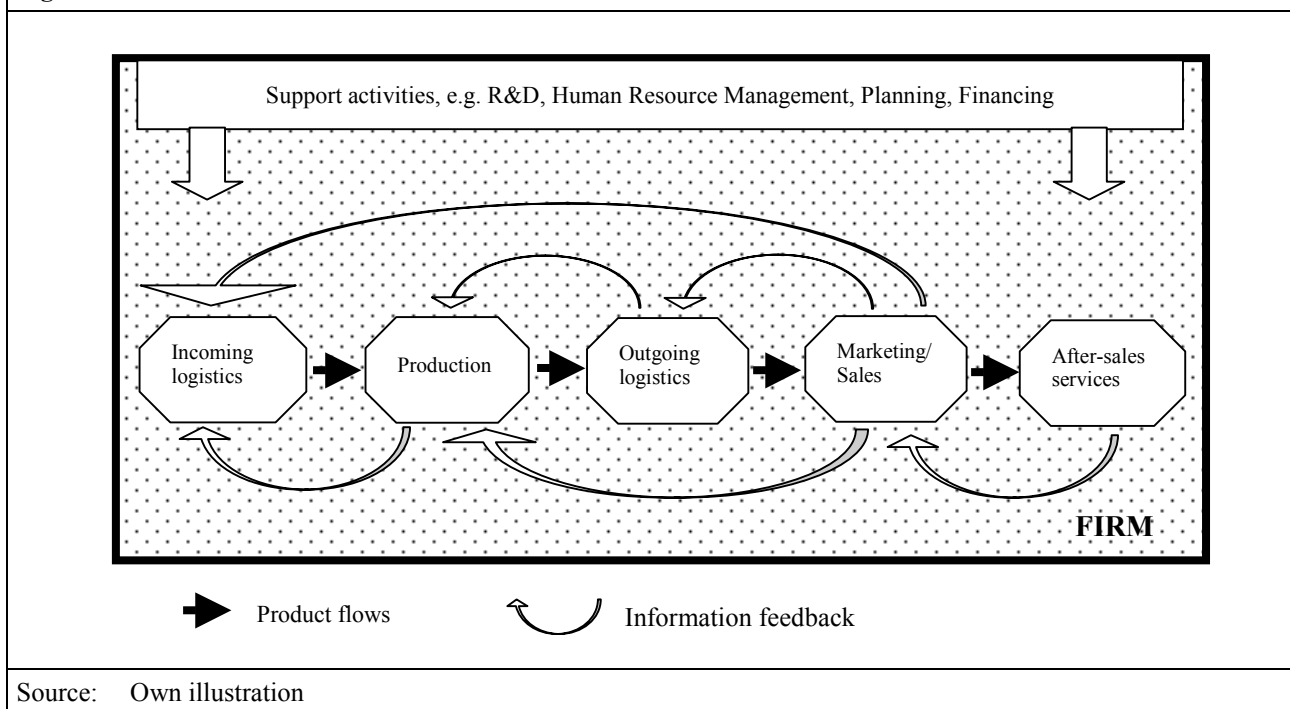 Support activities, e.g. R&D, Human Resource Management, Planning, Financing
Incoming
logistics
Production
Outgoing
logistics
Marketing/
Sales
After-sales
services
FIRM
Product flows
Information feedback
Source: Own illustration